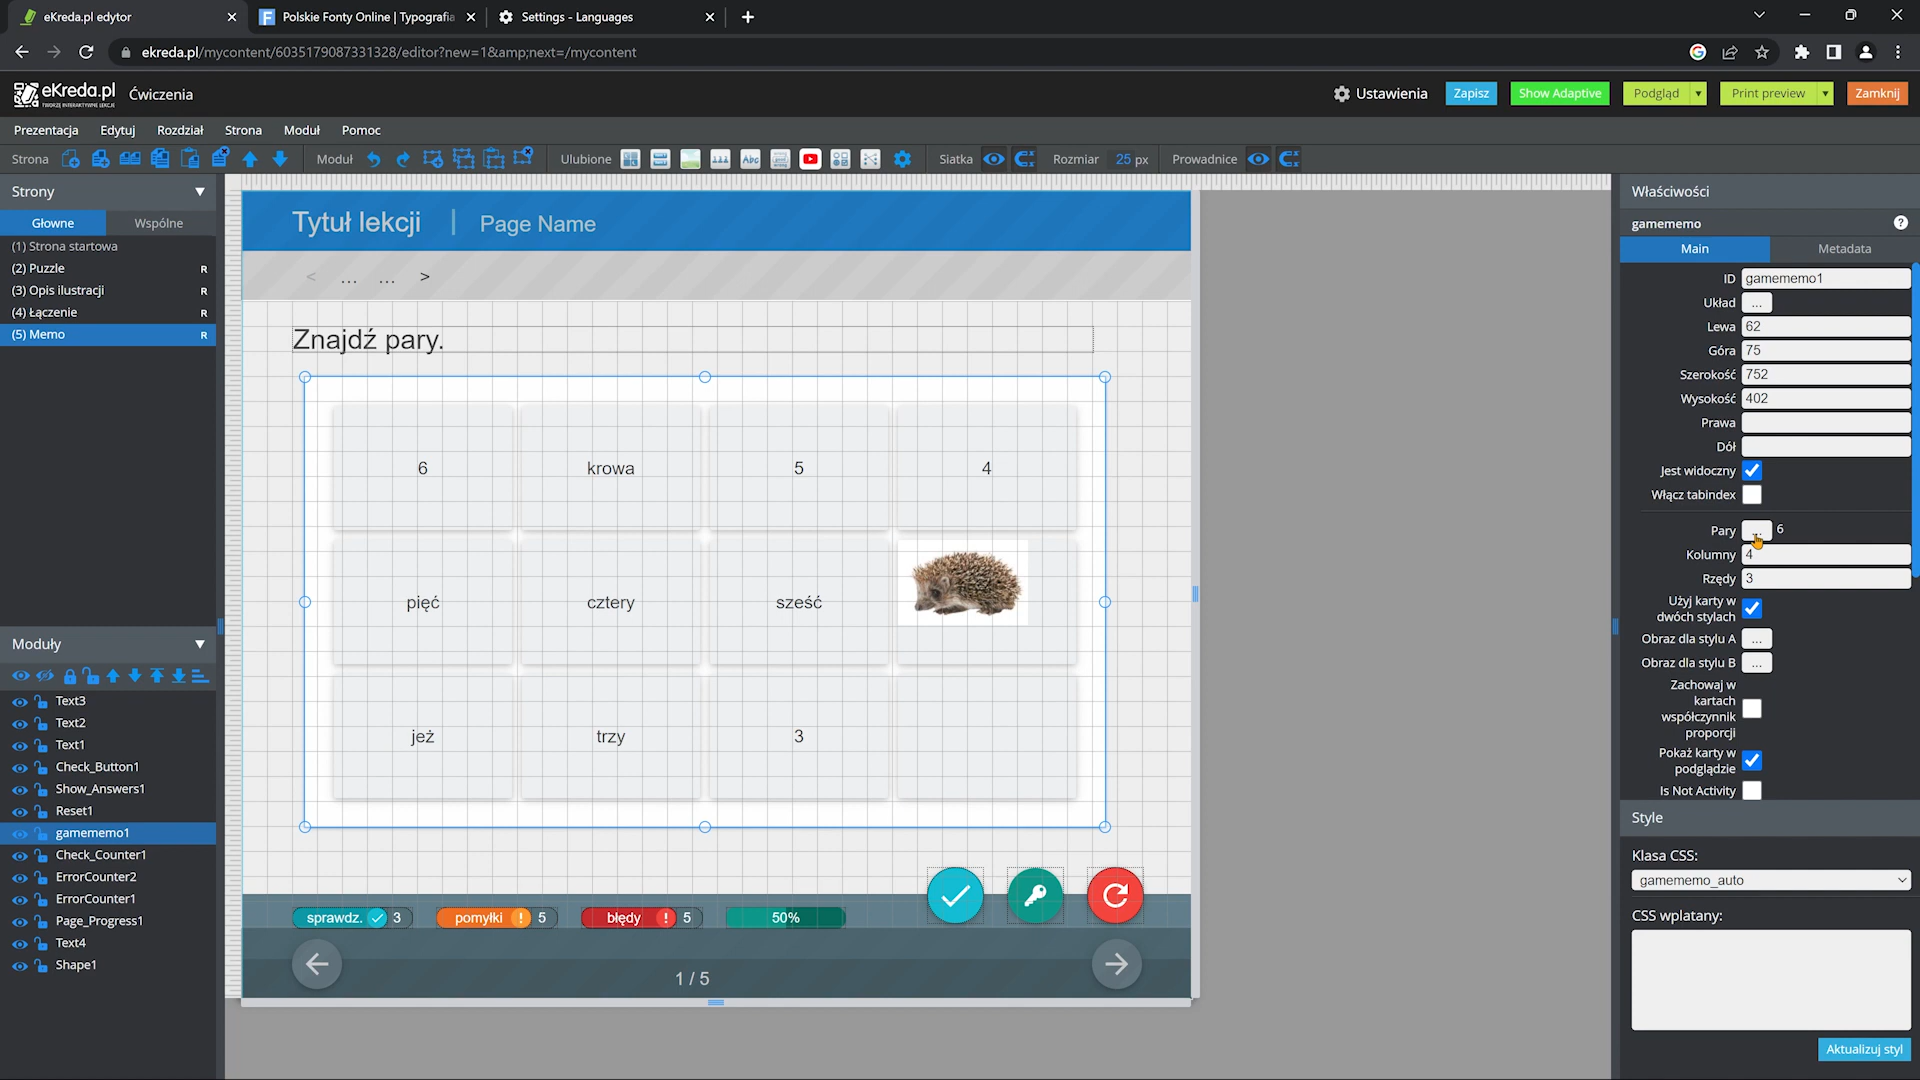 eKreda.pl edytor
Polskie Fonty Online | Typografia
Settings - Languages
ekreda.pl/mycontent/6035179087331328/editor?new=1&amp;next=/mycontent
eKreda.pl
TWORZĘ INTERAKTYWNE LEKCJE
Ćwiczenia
Ustawienia
Zapisz
Show Adaptive
Podgląd
Print preview
Zamknij
Prezentacja Edytuj Rozdział Strona Moduł Pomoc
Strona
Moduł
Ulubione
Siatka
Rozmiar 25 px
Prowadnice
Strony
Głowne
Wspólne
(1) Strona startowa
(2) Puzzle R
(3) Opis ilustracji R
(4) Łączenie R
(5) Memo R
Moduły
Text3
Text2
Text1
Check_Button1
Show_Answers1
Reset1
gamememo1
Check_Counter1
ErrorCounter2
ErrorCounter1
Page_Progress1
Text4
Shape1
Tytuł lekcji | Page Name
< ... ... >
Znajdź pary.
6 krowa 5 4
pięć cztery sześć
jeż trzy 3
sprawdz. 3
pomyłki ! 5
błędy ! 5
50%
1 / 5
Właściwości
gamememo ?
Main
Metadata
ID gamememo1
Układ ...
Lewa 62
Góra 75
Szerokość 752
Wysokość 402
Prawa
Dół
Jest widoczny
Włącz tabindex
Pary ... 6
Kolumny 4
Rzędy 3
Użyj karty w
dwóch stylach
Obraz dla stylu A ...
Obraz dla stylu B ...
Zachowaj w
kartach
współczynnik
proporcji
Pokaż karty w
podglądzie
Is Not Activity
Style
Klasa CSS:
gamememo_auto
CSS wplatany:
Aktualizuj styl